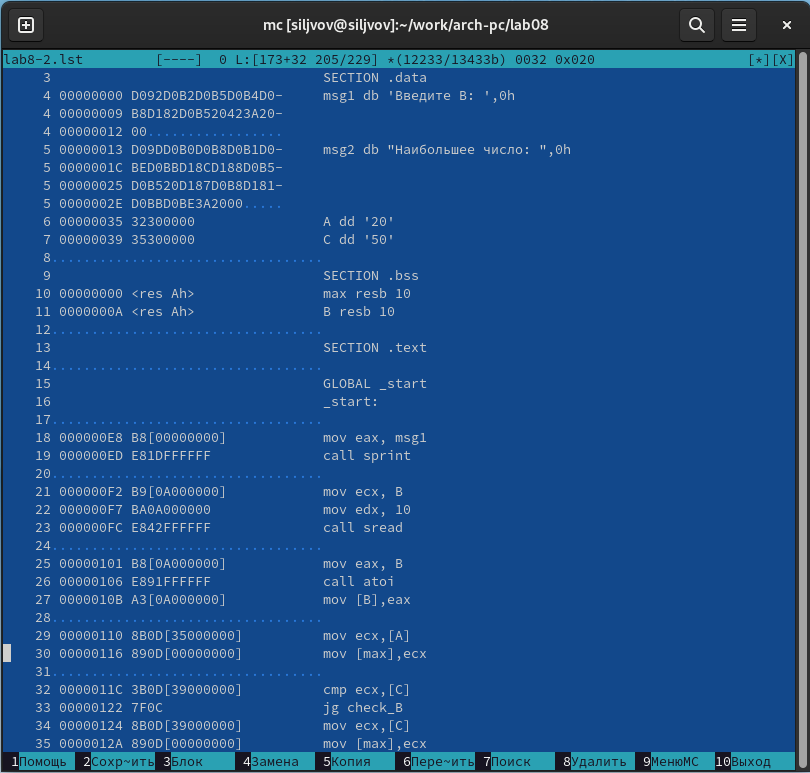 mc [siljvov@siljvov]:~/work/arch-pc/lab08
lab8-2.lst [----] 0 L:[173+32 205/229] *(12233/13433b) 0032 0x020 [*][X]
3 SECTION .data
4 00000000 D092D0B2D0B5D0B4D0- msg1 db 'Введите B: ',0h
4 00000009 B8D182D0B520423A20-
4 00000012 00..................
5 00000013 D09DD0B0D0B8D0B1D0- msg2 db "Наибольшее число: ",0h
5 0000001C BED0BBD18CD188D0B5-
5 00000025 D0B520D187D0B8D181-
5 0000002E D0BBD0BE3A2000.....
6 00000035 32300000 A dd '20'
7 00000039 35300000 C dd '50'
8..................................
9 SECTION .bss
10 00000000 <res Ah> max resb 10
11 0000000A <res Ah> B resb 10
12..................................
13 SECTION .text
14..................................
15 GLOBAL _start
16 _start:
17..................................
18 000000E8 B8[00000000] mov eax, msg1
19 000000ED E81DFFFFFF call sprint
20..................................
21 000000F2 B9[0A000000] mov ecx, B
22 000000F7 BA0A000000 mov edx, 10
23 000000FC E842FFFFFF call sread
24..................................
25 00000101 B8[0A000000] mov eax, B
26 00000106 E891FFFFFF call atoi
27 0000010B A3[0A000000] mov [B],eax
28..................................
29 00000110 8B0D[35000000] mov ecx,[A]
30 00000116 890D[00000000] mov [max],ecx
31..................................
32 0000011C 3B0D[39000000] cmp ecx,[C]
33 00000122 7F0C jg check_B
34 00000124 8B0D[39000000] mov ecx,[C]
35 0000012A 890D[00000000] mov [max],ecx
1Помощь 2Сохр~ить 3Блок 4Замена 5Копия 6Пере~ить 7Поиск 8Удалить 9МенюMC 10Выход